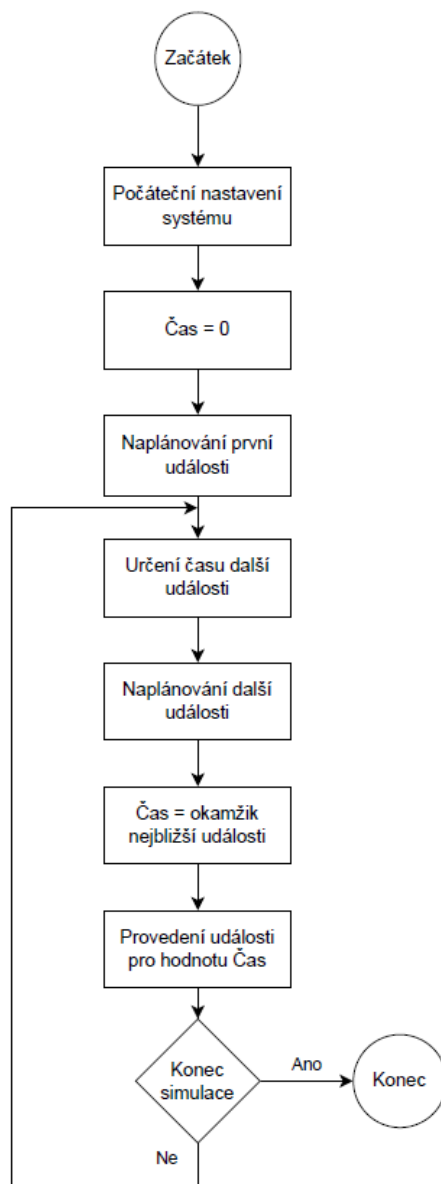 Začátek
Počáteční nastavení
systému
Čas = 0
Naplánování první
události
Určení času další
události
Naplánování další
události
Čas = okamžik
nejbližší události
Provedení události
pro hodnotu Čas
Konec
simulace
Ano
Konec
Ne